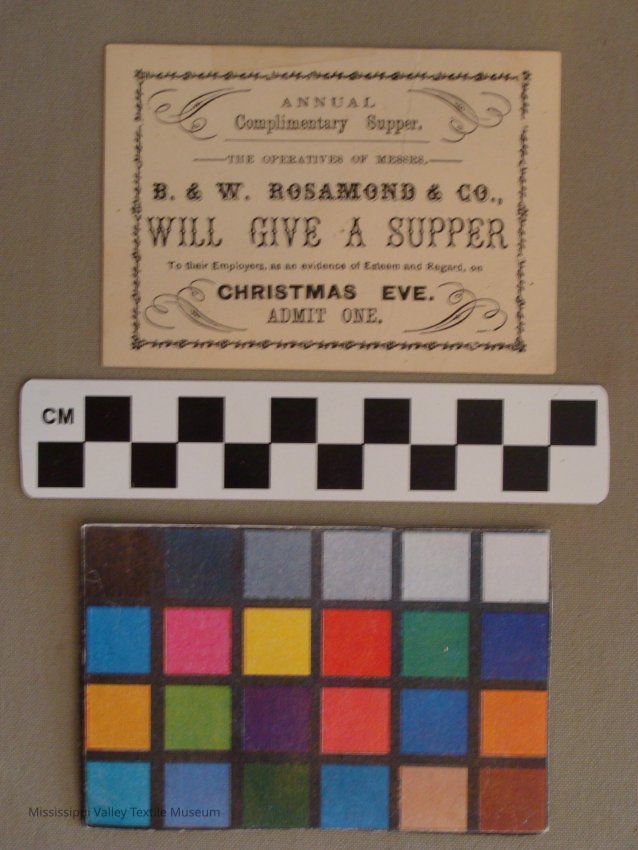 ANNUAL
Complimentary Supper.
THE OPERATIVES OF MESSRS.
B. & W. ROSAMOND & CO.,
WILL GIVE A SUPPER
To their Employers, as an evidence of Esteem and Regard, on
CHRISTMAS EVE.
ADMIT ONE.
CM
Mississippi Valley Textile Museum